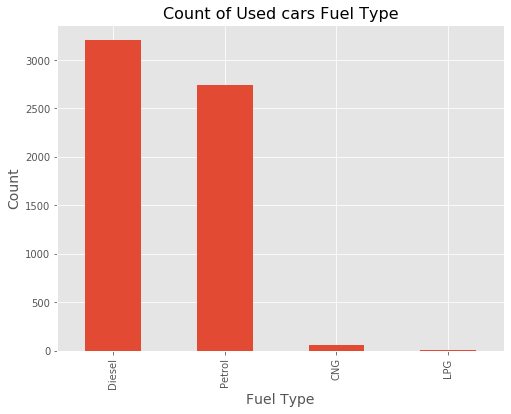 Count of Used cars Fuel Type
3000
2500
2000
1500
1000
500
0
Count
Diesel
Petrol
CNG
LPG
Fuel Type